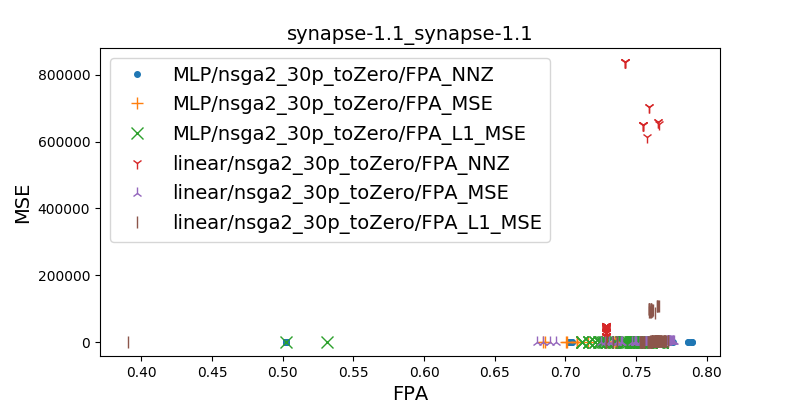 synapse-1.1_synapse-1.1
MLP/nsga2_30p_toZero/FPA_NNZ
MLP/nsga2_30p_toZero/FPA_MSE
MLP/nsga2_30p_toZero/FPA_L1_MSE
linear/nsga2_30p_toZero/FPA_NNZ
linear/nsga2_30p_toZero/FPA_MSE
linear/nsga2_30p_toZero/FPA_L1_MSE
MSE
800000
600000
400000
200000
0
0.40 0.45 0.50 0.55 0.60 0.65 0.70 0.75 0.80
FPA